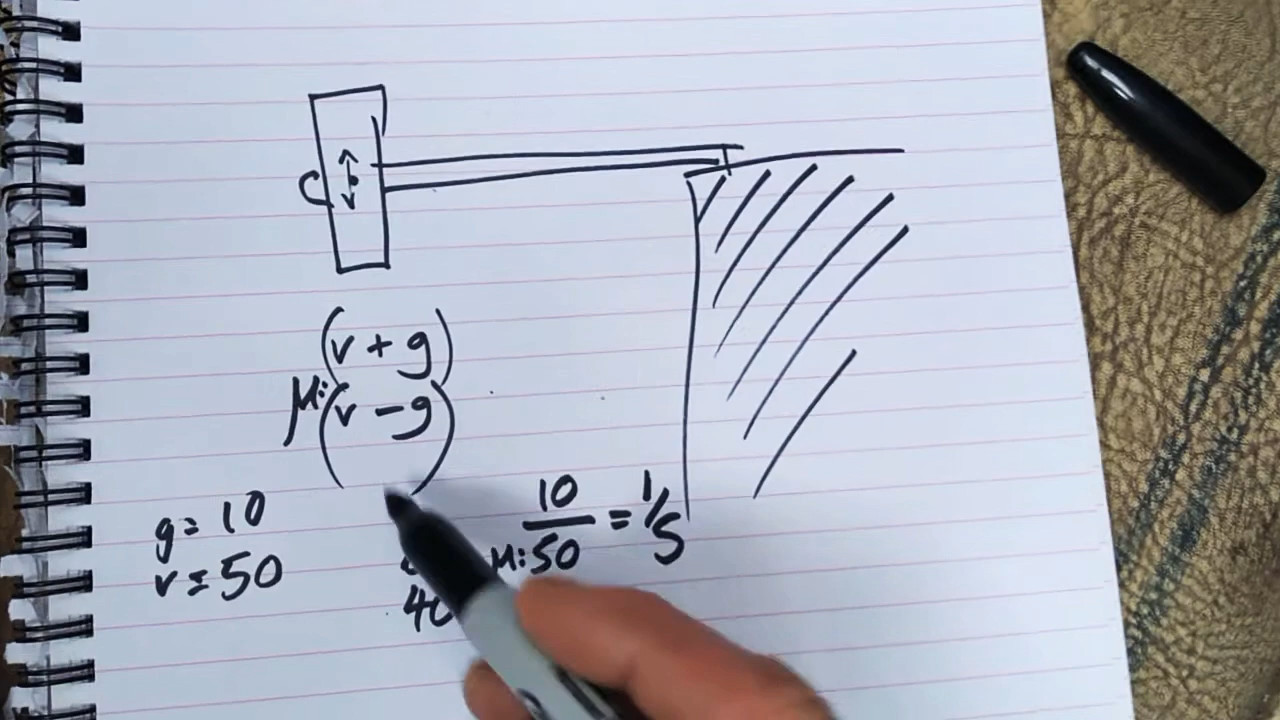 C
(v + g)
μ: (v - g)
g = 10
v = 50
10
μ: 50 = 1/5
40